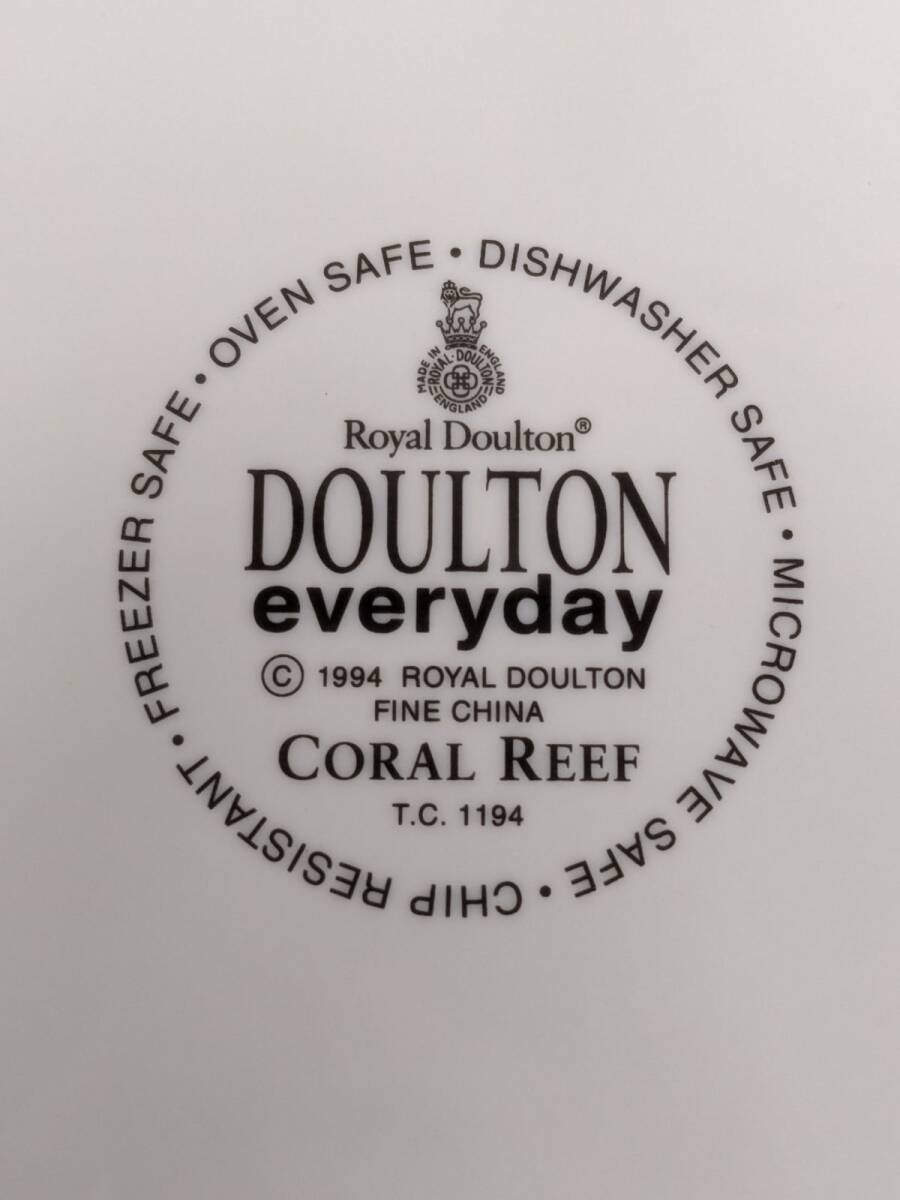 FREEZER SAFE • OVEN SAFE • DISHWASHER SAFE • MICROWAVE SAFE • CHIP RESISTANT •
MADE IN ENGLAND
ROYAL • DOULTON
ENGLAND
Royal Doulton®
DOULTON
everyday
© 1994 ROYAL DOULTON
FINE CHINA
CORAL REEF
T.C. 1194